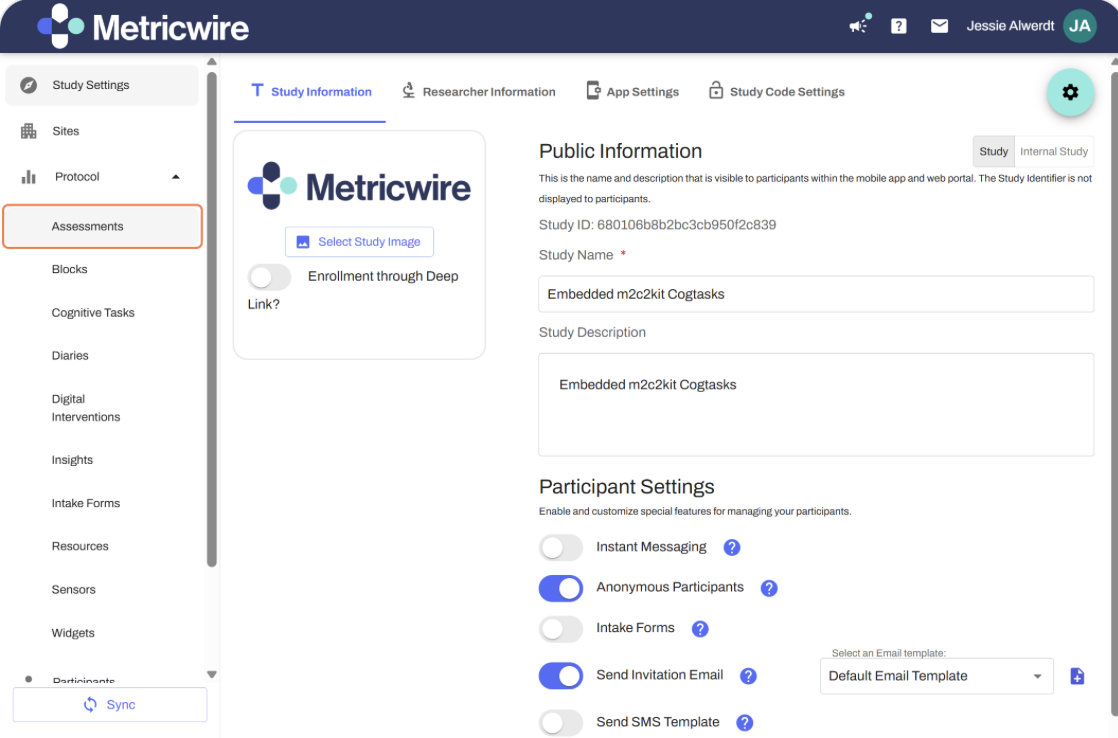 Metricwire
?
Jessie Alwerdt
JA
Study Settings
Sites
Protocol
Assessments
Blocks
Cognitive Tasks
Diaries
Digital
Interventions
Insights
Intake Forms
Resources
Sensors
Widgets
Participants
Sync
Study Information
Researcher Information
App Settings
Study Code Settings
Metricwire
Select Study Image
Enrollment through Deep
Link?
Public Information
Study
Internal Study
This is the name and description that is visible to participants within the mobile app and web portal. The Study Identifier is not
displayed to participants.
Study ID: 680106b8b2bc3cb950f2c839
Study Name *
Embedded m2c2kit Cogtasks
Study Description
Embedded m2c2kit Cogtasks
Participant Settings
Enable and customize special features for managing your participants.
Instant Messaging ?
Anonymous Participants ?
Intake Forms ?
Send Invitation Email ?
Select an Email template:
Default Email Template
Send SMS Template ?